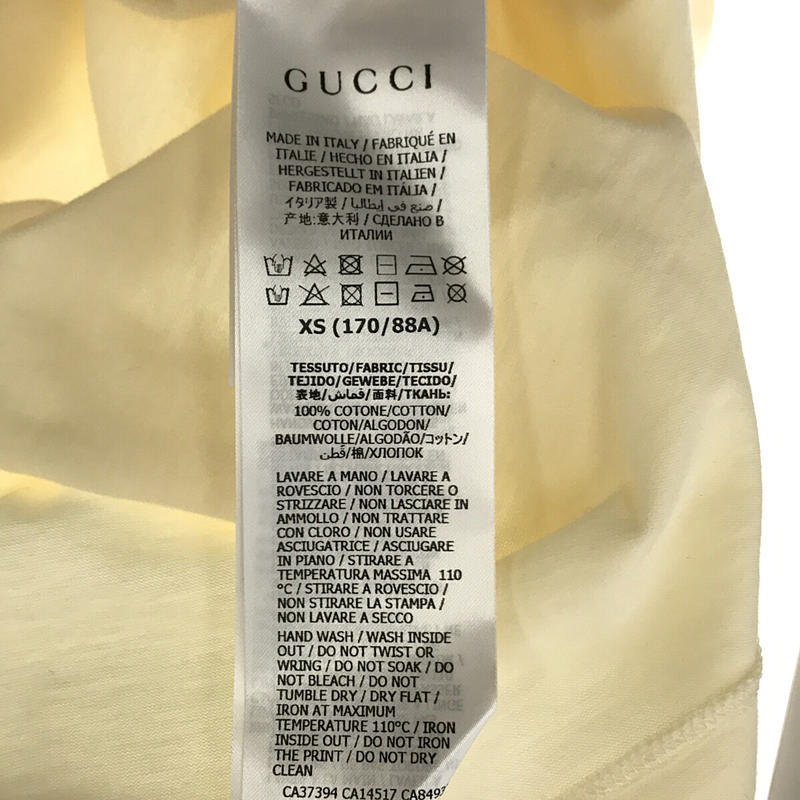 GUCCI
MADE IN ITALY / FABRIQUÉ EN
ITALIE / HECHO EN ITALIA /
HERGESTELLT IN ITALIEN /
FABRICADO EM ITÁLIA /
イタリア製 / صنع في إيطاليا /
产地:意大利 / СДЕЛАНО В
ИТАЛИИ
XS (170/88A)
TESSUTO/FABRIC/TISSU/
TEJIDO/GEWEBE/TECIDO/
表地/قماش/面料/ТКАНЬ:
100% COTONE/COTTON/
COTON/ALGODON/
BAUMWOLLE/ALGODÃO/コットン/
قطن/棉/ХЛОПОК
LAVARE A MANO / LAVARE A
ROVESCIO / NON TORCERE O
STRIZZARE / NON LASCIARE IN
AMMOLLO / NON TRATTARE
CON CLORO / NON USARE
ASCIUGATRICE / ASCIUGARE
IN PIANO / STIRARE A
TEMPERATURA MASSIMA 110
°C / STIRARE A ROVESCIO /
NON STIRARE LA STAMPA /
NON LAVARE A SECCO
HAND WASH / WASH INSIDE
OUT / DO NOT TWIST OR
WRING / DO NOT SOAK / DO
NOT BLEACH / DO NOT
TUMBLE DRY / DRY FLAT /
IRON AT MAXIMUM
TEMPERATURE 110°C / IRON
INSIDE OUT / DO NOT IRON
THE PRINT / DO NOT DRY
CLEAN
CA37394 CA14517